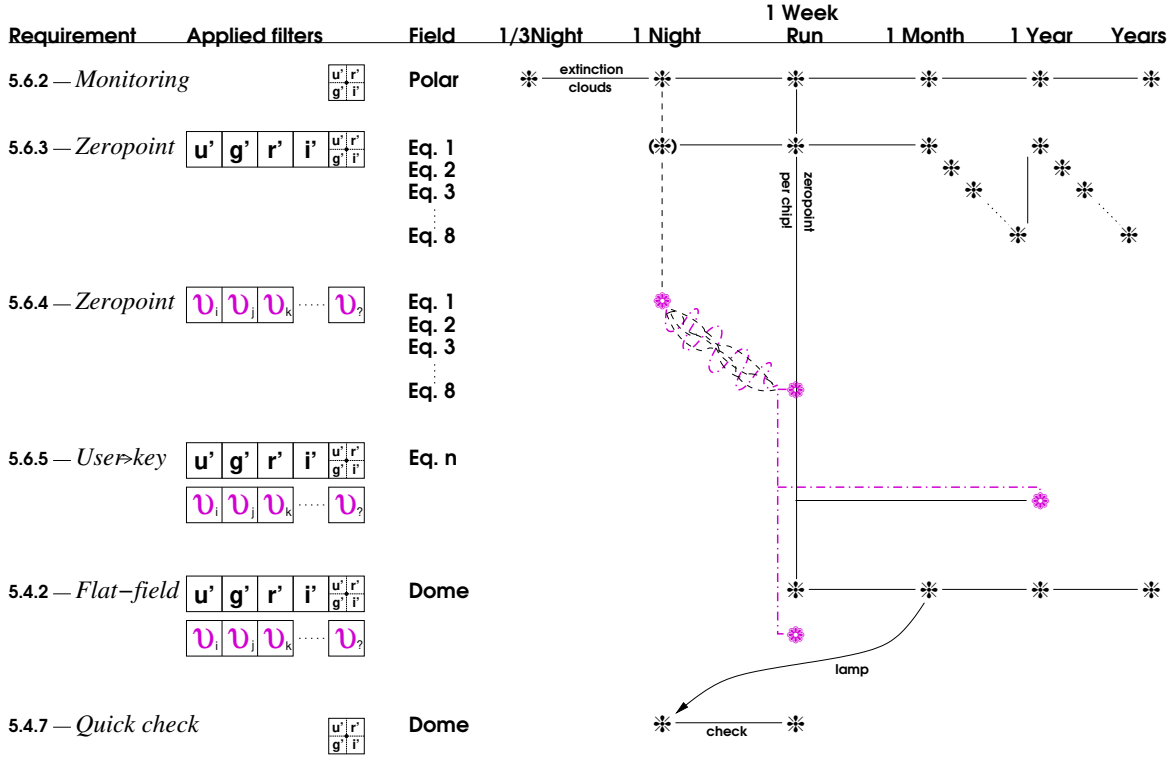 1 Week
Requirement Applied filters Field 1/3Night 1 Night Run 1 Month 1 Year Years
5.6.2 — Monitoring u' r' g' i' Polar extinction clouds
5.6.3 — Zeropoint u' g' r' i' u' r' g' i' Eq. 1 (❉)
Eq. 2
Eq. 3
Eq. 8
zeropoint
per chip!
5.6.4 — Zeropoint υi υj υk ..... υ? Eq. 1
Eq. 2
Eq. 3
Eq. 8
5.6.5 — User>key u' g' r' i' u' r' g' i' Eq. n
υi υj υk ..... υ?
5.4.2 — Flat−field u' g' r' i' u' r' g' i' Dome
υi υj υk ..... υ?
lamp
5.4.7 — Quick check u' r' g' i' Dome check